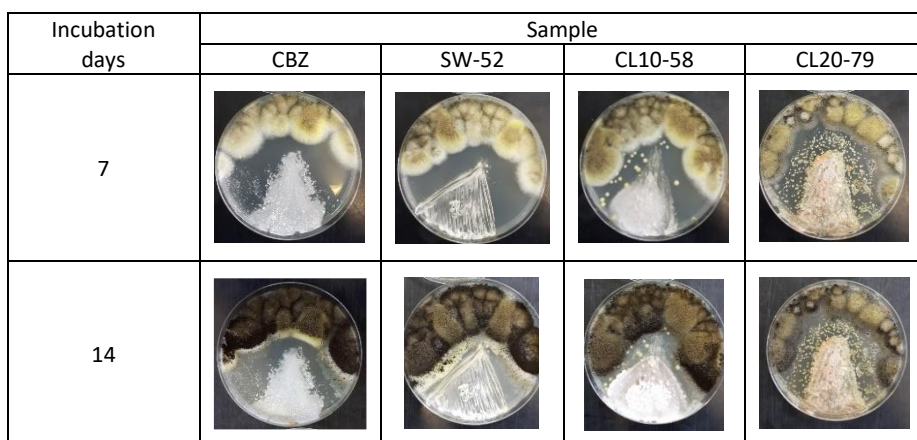 Incubation
days
Sample
CBZ
SW-52
CL10-58
CL20-79
7
14